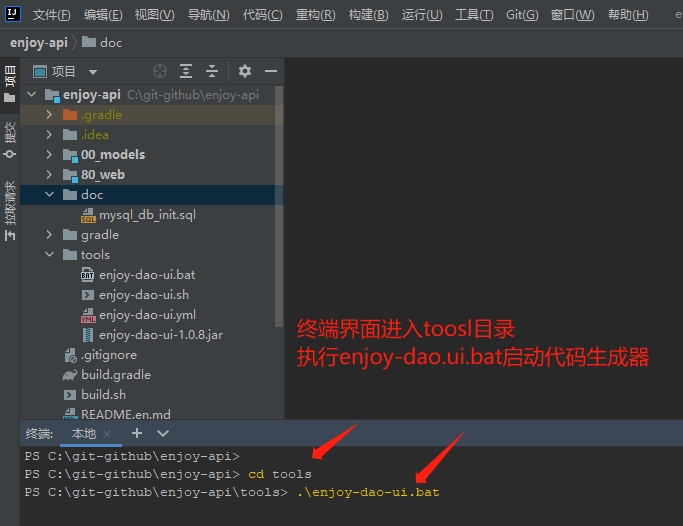 文件(F) 编辑(E) 视图(V) 导航(N) 代码(C) 重构(R) 构建(B) 运行(U) 工具(T) Git(G) 窗口(W) 帮助(H) e
enjoy-api doc
项目
提交
拉取请求
项目
enjoy-api C:\git-github\enjoy-api
.gradle
.idea
00_models
80_web
doc
mysql_db_init.sql
gradle
tools
enjoy-dao-ui.bat
enjoy-dao-ui.sh
enjoy-dao-ui.yml
enjoy-dao-ui-1.0.8.jar
.gitignore
build.gradle
build.sh
README.en.md
终端界面进入toosl目录
执行enjoy-dao.ui.bat启动代码生成器
终端: 本地 × +
PS C:\git-github\enjoy-api>
PS C:\git-github\enjoy-api> cd tools
PS C:\git-github\enjoy-api\tools> .\enjoy-dao-ui.bat